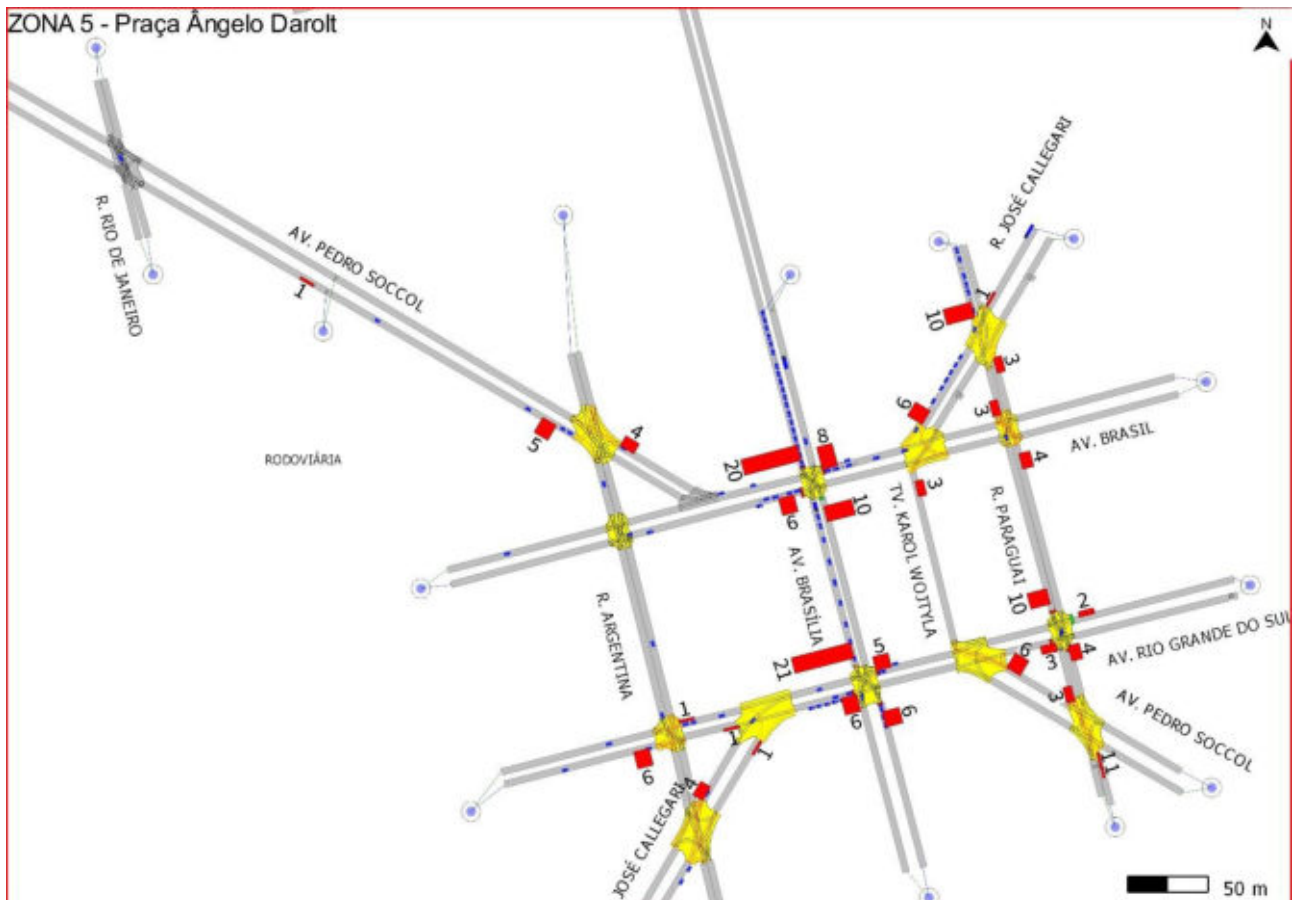 ZONA 5 - Praça Ângelo Darolt
N
R. JOSÉ CALLEGARI
R. RIO DE JANEIRO
AV. PEDRO SOCCOL
1
1
10
3
3
9
5
4
RODOVIÁRIA
20
8
AV. BRASIL
4
3
6
10
AV. BRASÍLIA
TV. KAROL WOJTYLA
R. PARAGUAI
R. ARGENTINA
10
2
21
5
6
3
4
AV. RIO GRANDE DO SUL
6
6
3
AV. PEDRO SOCCOL
1
1
1
6
11
4
JOSÉ CALLEGARI
50 m